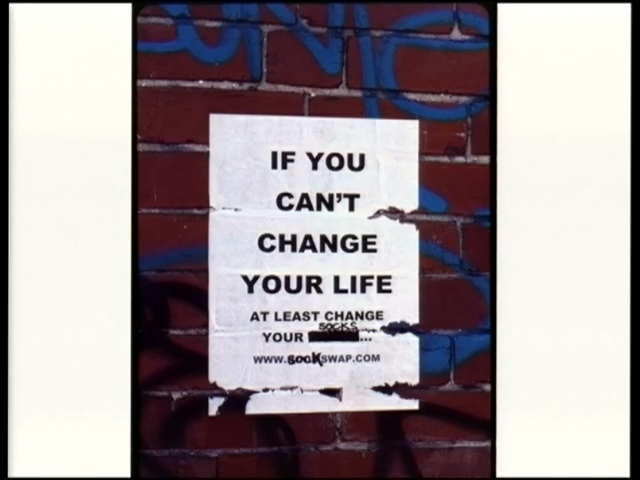 IF YOU
CAN'T
CHANGE
YOUR LIFE
AT LEAST CHANGE
SOCKS
YOUR ...
WWW.SOCKSWAP.COM